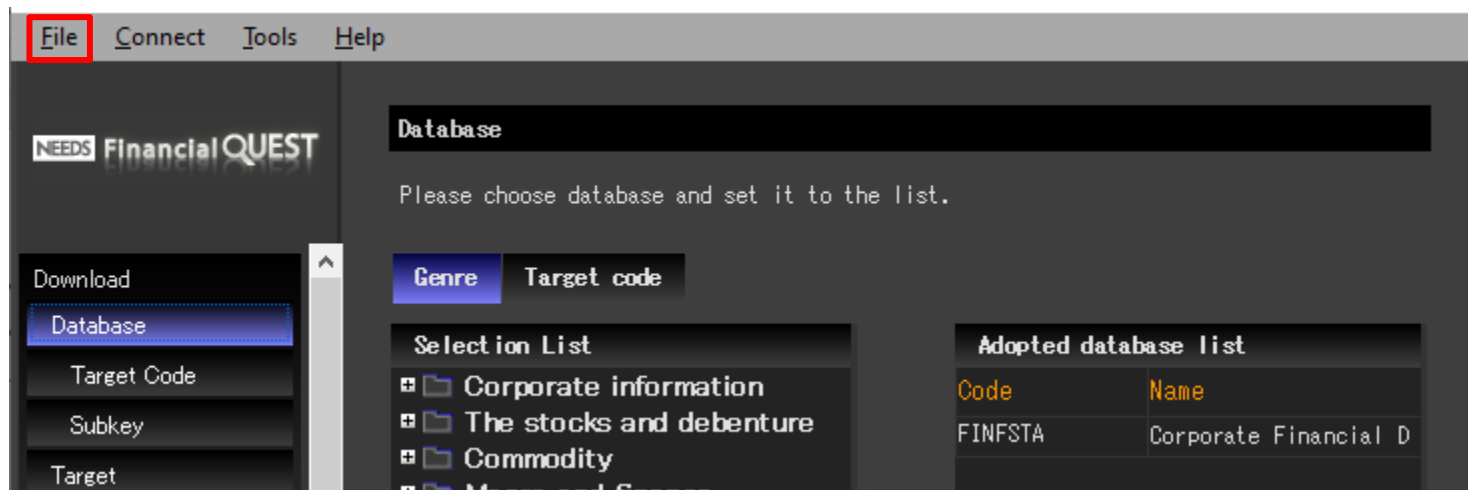 File Connect Tools Help
NEEDS Financial QUEST
Database
Please choose database and set it to the list.
Download
Database
Target Code
Subkey
Target
Genre Target code
Selection List
Corporate information
The stocks and debenture
Commodity
Adopted database list
Code Name
FINFSTA Corporate Financial D